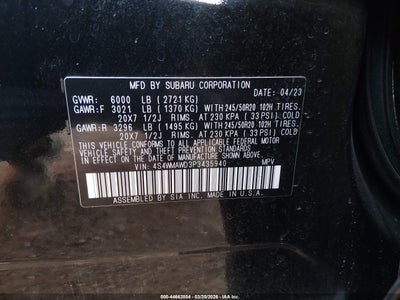 MFD BY SUBARU CORPORATION 04/23
GVWR: 6000 LB (2721 KG)
GAWR:F 3021 LB (1370 KG) WITH 245/50R20 102H TIRES.
20X7 1/2J RIMS. AT 230 KPA (33 PSI) COLD
GAWR:R 3296 LB (1495 KG) WITH 245/50R20 102H TIRES.
20X7 1/2J RIMS. AT 230 KPA (33 PSI) COLD
THIS VEHICLE CONFORMS TO ALL APPLICABLE FEDERAL MOTOR
VEHICLE SAFETY AND THEFT PREVENTION STANDARDS IN EFFECT
ON THE DATE OF MANUFACTURE SHOWN ABOVE.
VIN: 4S4WMAWD3P3435940 MPV
ASSEMBLED BY SIA INC. MADE IN U.S.A.
000-44662554 - 03/20/2026 - IAA Inc.